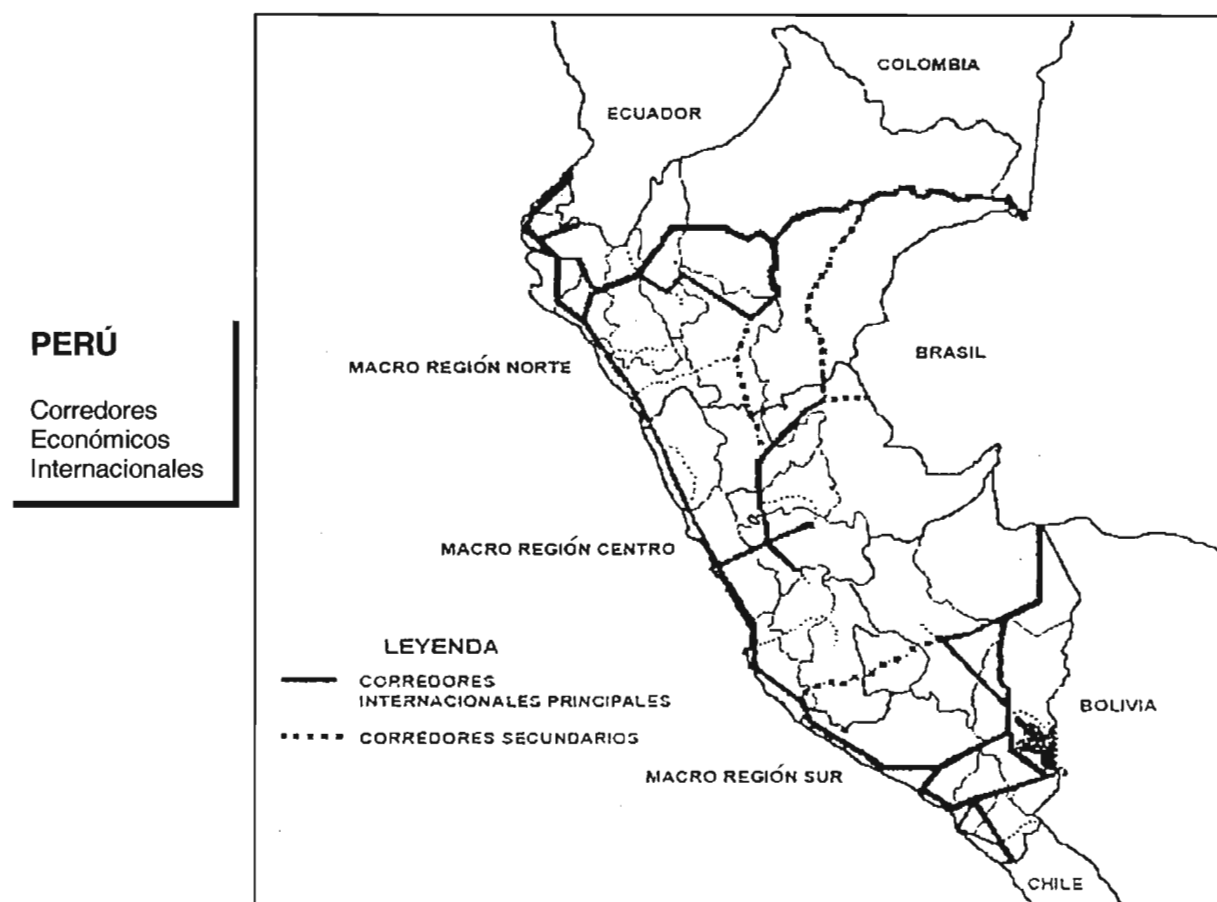 PERÚ
Corredores
Económicos
Internacionales
COLOMBIA
ECUADOR
BRASIL
MACRO REGIÓN NORTE
MACRO REGIÓN CENTRO
LEYENDA
CORREDORES
INTERNACIONALES PRINCIPALES
CORREDORES SECUNDARIOS
BOLIVIA
MACRO REGIÓN SUR
CHILE